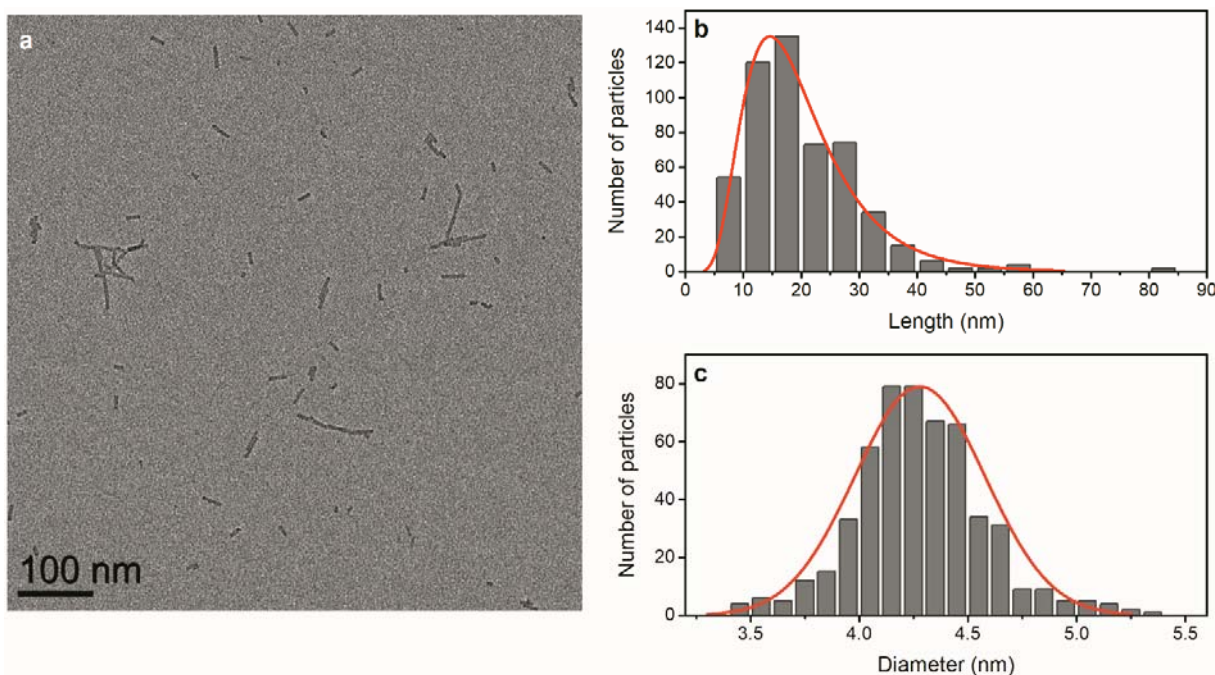 a
100 nm
b
Number of particles
140
120
100
80
60
40
20
0
0 10 20 30 40 50 60 70 80 90
Length (nm)
c
Number of particles
80
60
40
20
0
3.5 4.0 4.5 5.0 5.5
Diameter (nm)